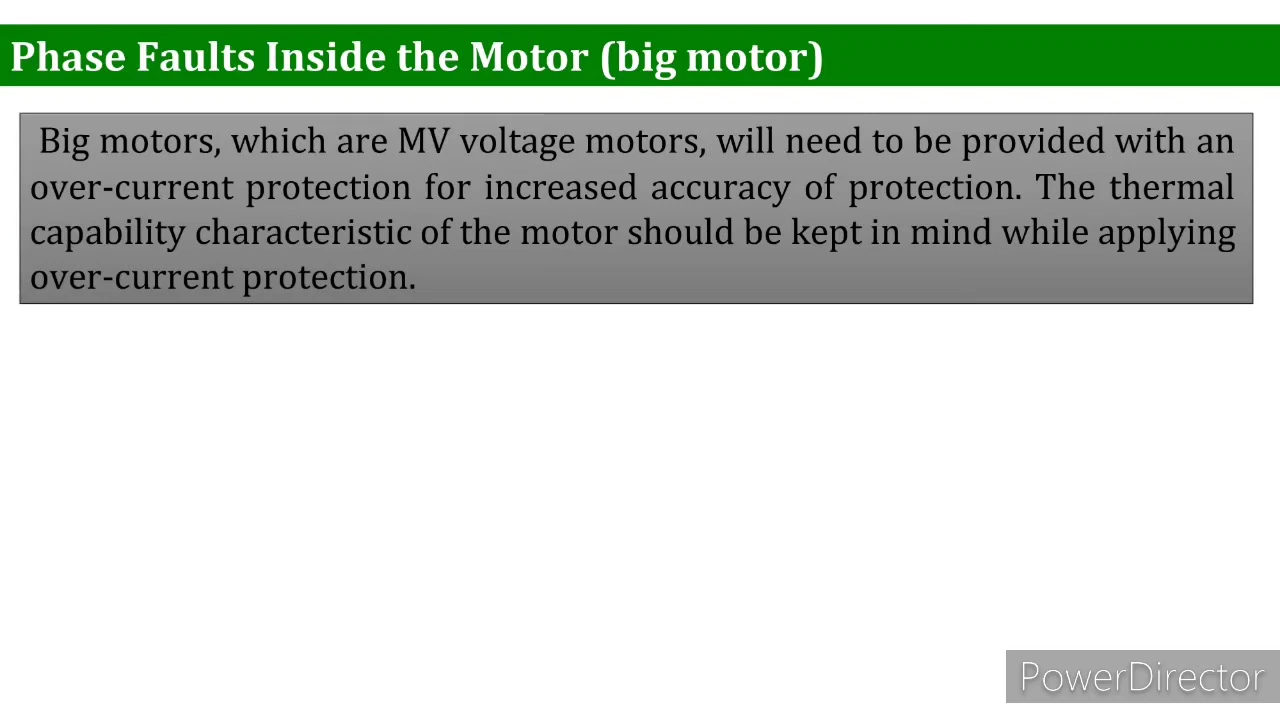 Phase Faults Inside the Motor (big motor)
Big motors, which are MV voltage motors, will need to be provided with an
over-current protection for increased accuracy of protection. The thermal
capability characteristic of the motor should be kept in mind while applying
over-current protection.
PowerDirector